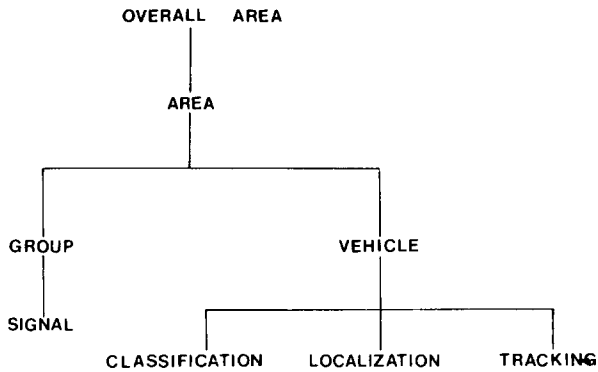 OVERALL AREA
AREA
GROUP VEHICLE
SIGNAL
CLASSIFICATION LOCALIZATION TRACKING